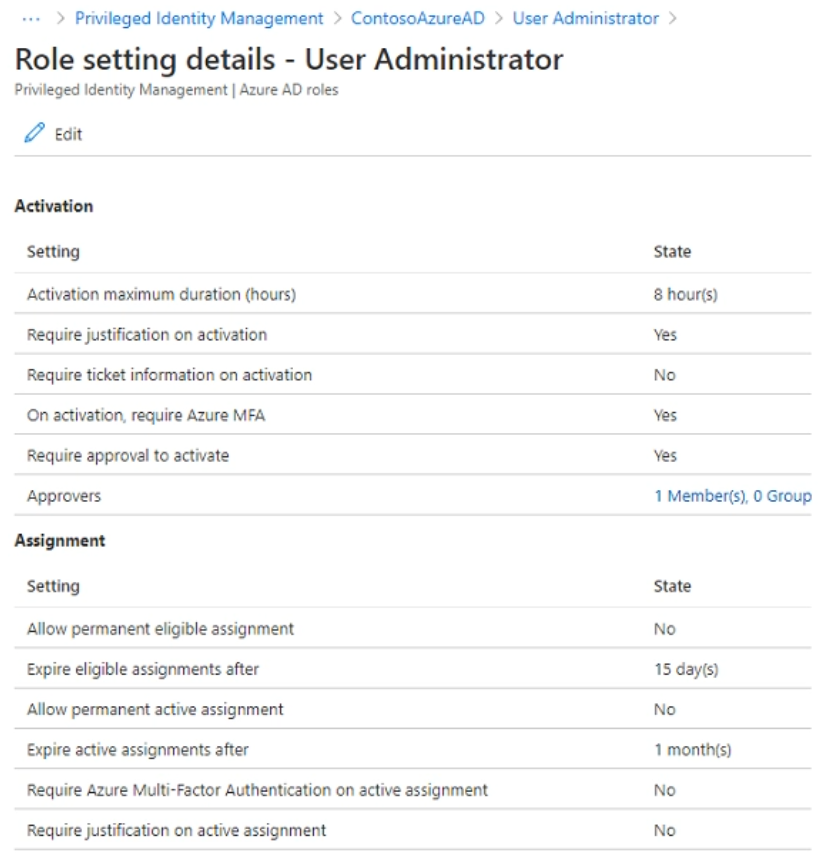 ··· > Privileged Identity Management > ContosoAzureAD > User Administrator >
Role setting details - User Administrator
Privileged Identity Management | Azure AD roles
Edit
Activation
Setting State
Activation maximum duration (hours) 8 hour(s)
Require justification on activation Yes
Require ticket information on activation No
On activation, require Azure MFA Yes
Require approval to activate Yes
Approvers 1 Member(s), 0 Group
Assignment
Setting State
Allow permanent eligible assignment No
Expire eligible assignments after 15 day(s)
Allow permanent active assignment No
Expire active assignments after 1 month(s)
Require Azure Multi-Factor Authentication on active assignment No
Require justification on active assignment No